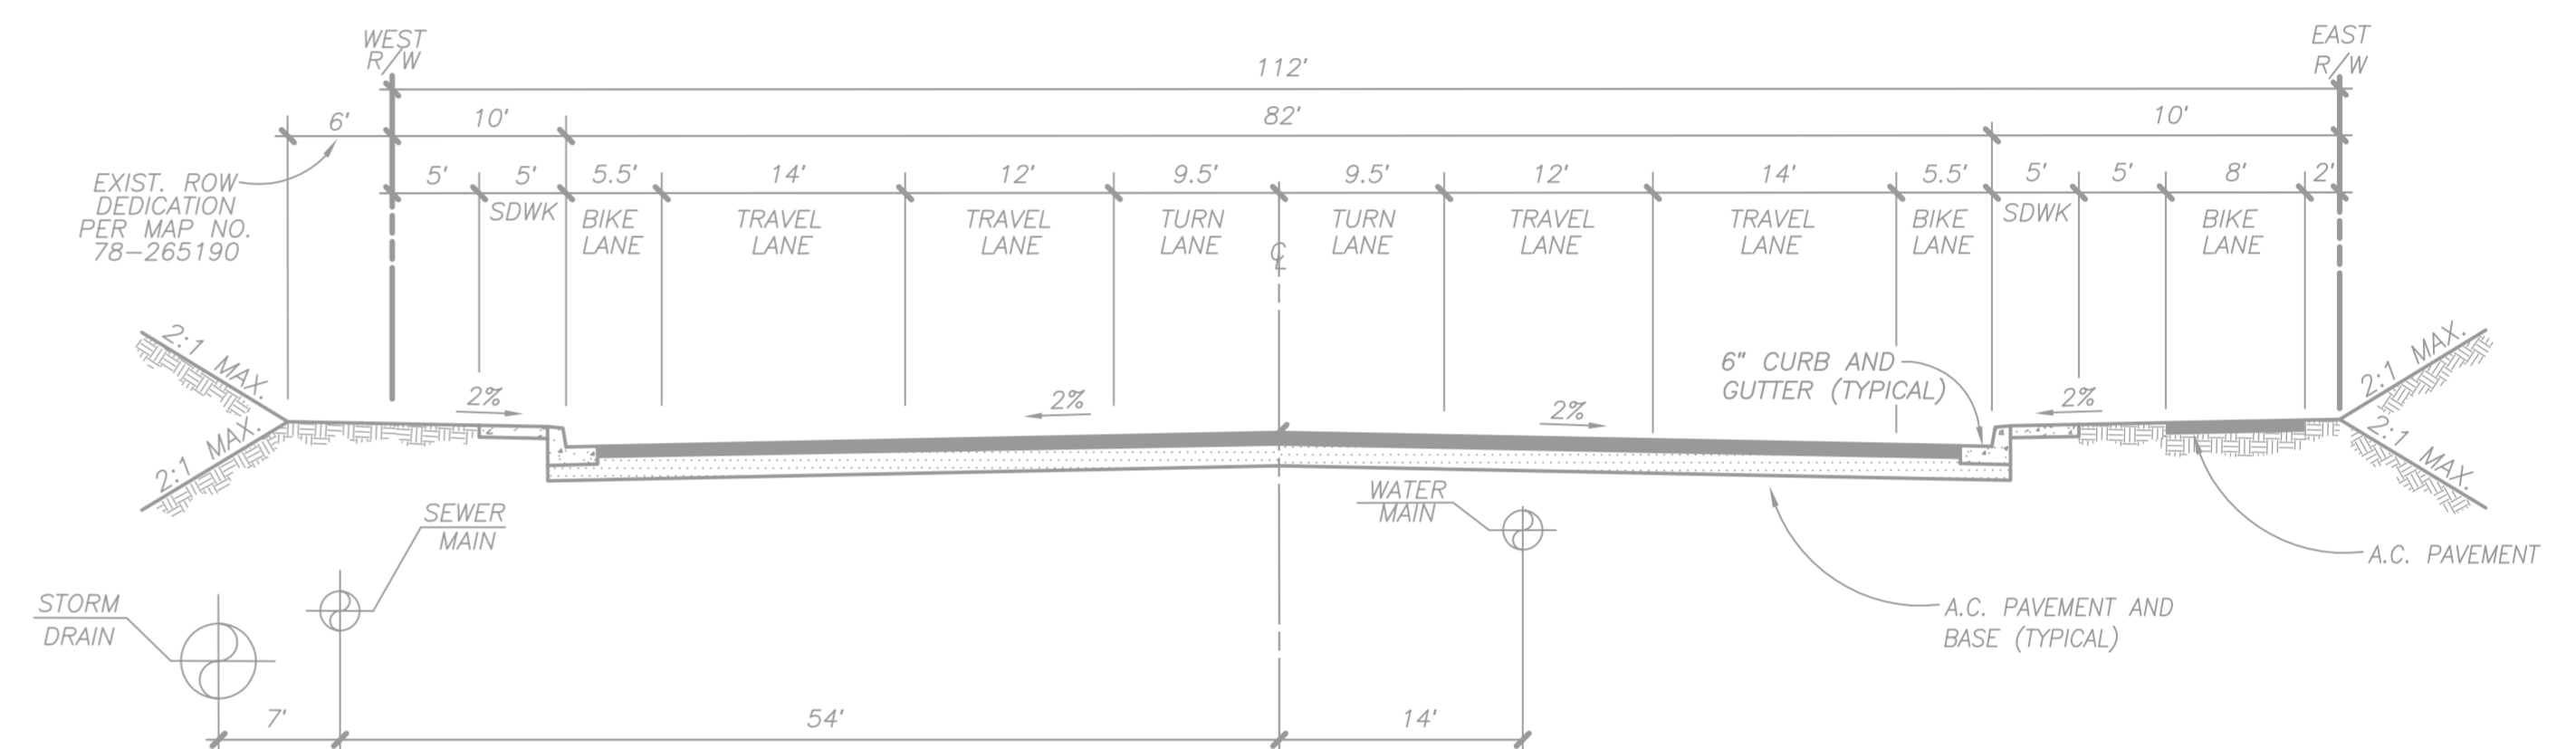 WEST
R/W
EAST
R/W
112'
6'
10'
82'
10'
5'
5'
5.5'
14'
12'
9.5'
9.5'
12'
14'
5.5'
5'
5'
8'
2'
EXIST. ROW
DEDICATION
PER MAP NO.
78-265190
SDWK
BIKE
LANE
TRAVEL
LANE
TRAVEL
LANE
TURN
LANE
℄
TURN
LANE
TRAVEL
LANE
TRAVEL
LANE
BIKE
LANE
SDWK
BIKE
LANE
2:1 MAX.
2:1 MAX.
2%
2%
2%
6" CURB AND
GUTTER (TYPICAL)
2%
2:1 MAX.
2:1 MAX.
SEWER
MAIN
WATER
MAIN
A.C. PAVEMENT
STORM
DRAIN
A.C. PAVEMENT AND
BASE (TYPICAL)
7'
54'
14'